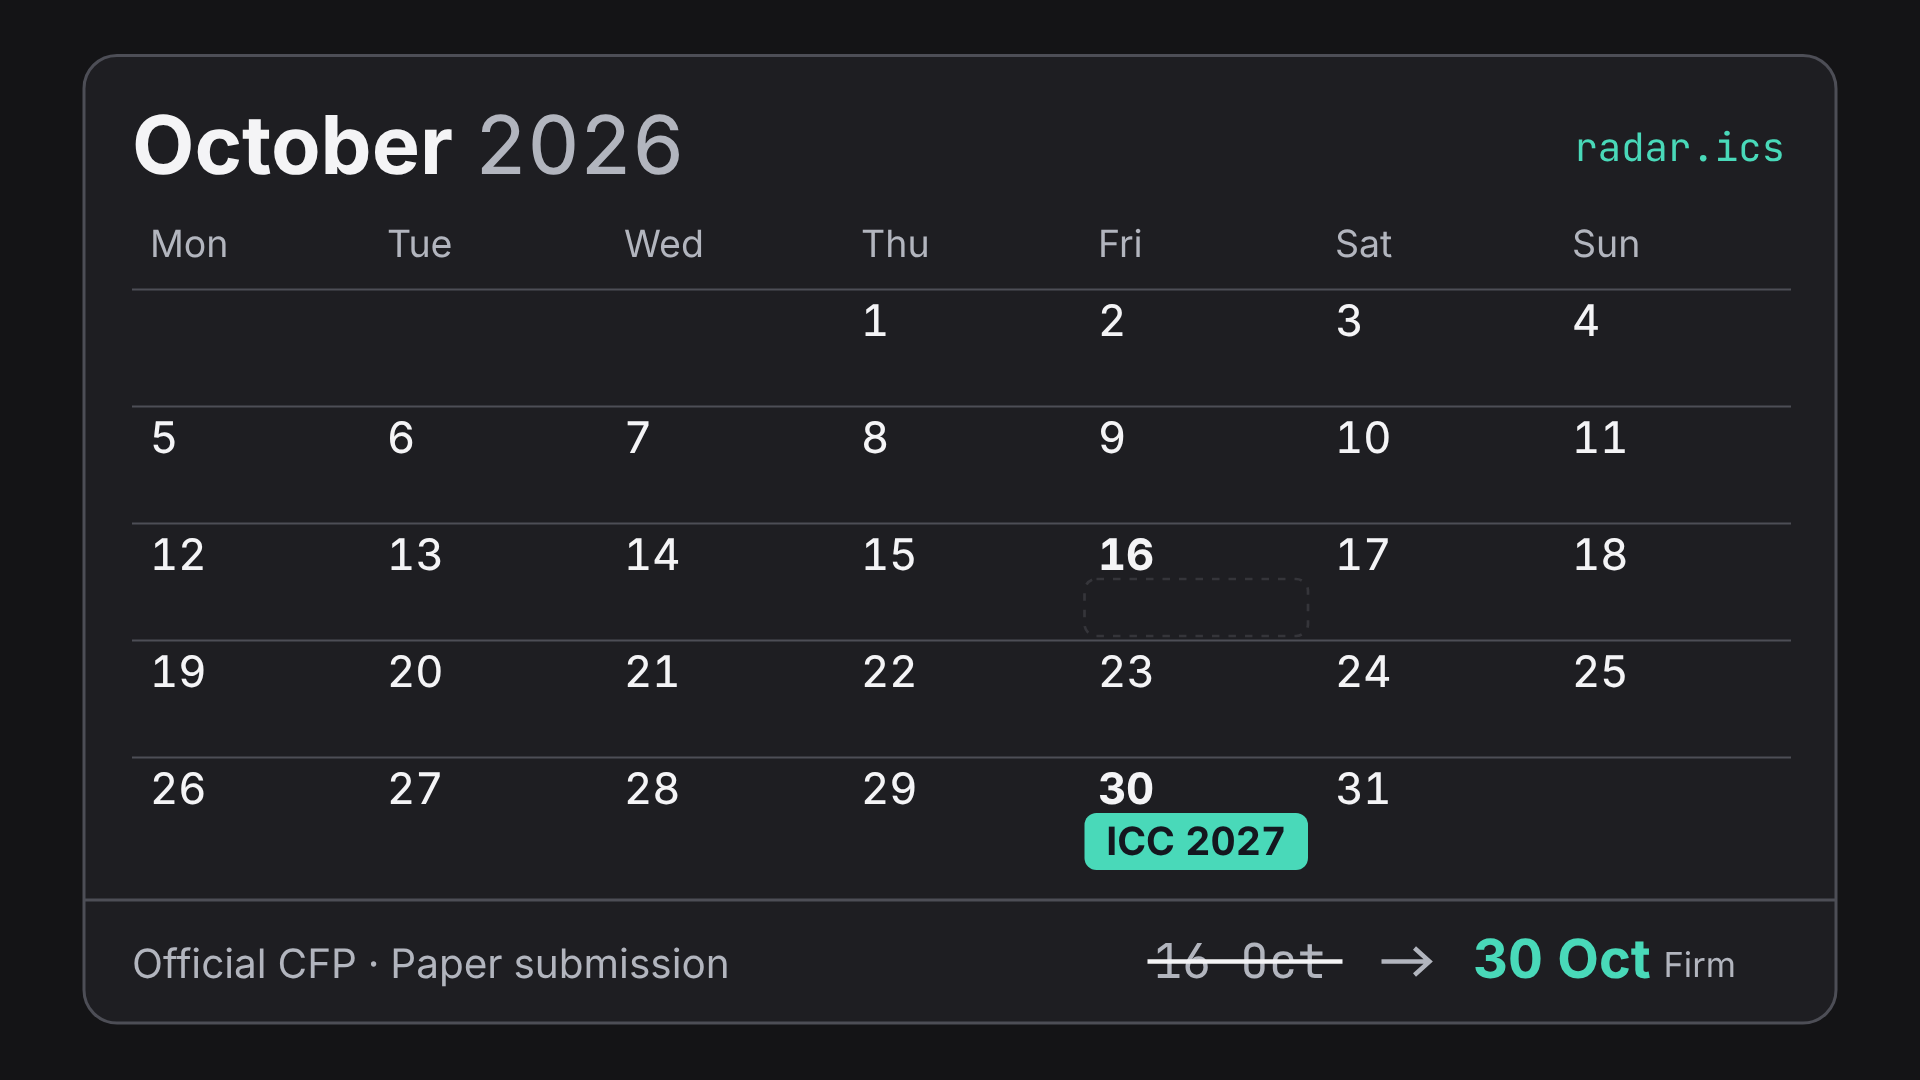 October 2026
radar.ics
Mon Tue Wed Thu Fri Sat Sun
1 2 3 4
5 6 7 8 9 10 11
12 13 14 15 16 17 18
19 20 21 22 23 24 25
26 27 28 29 30 31
ICC 2027
Official CFP · Paper submission
16 Oct → 30 Oct Firm